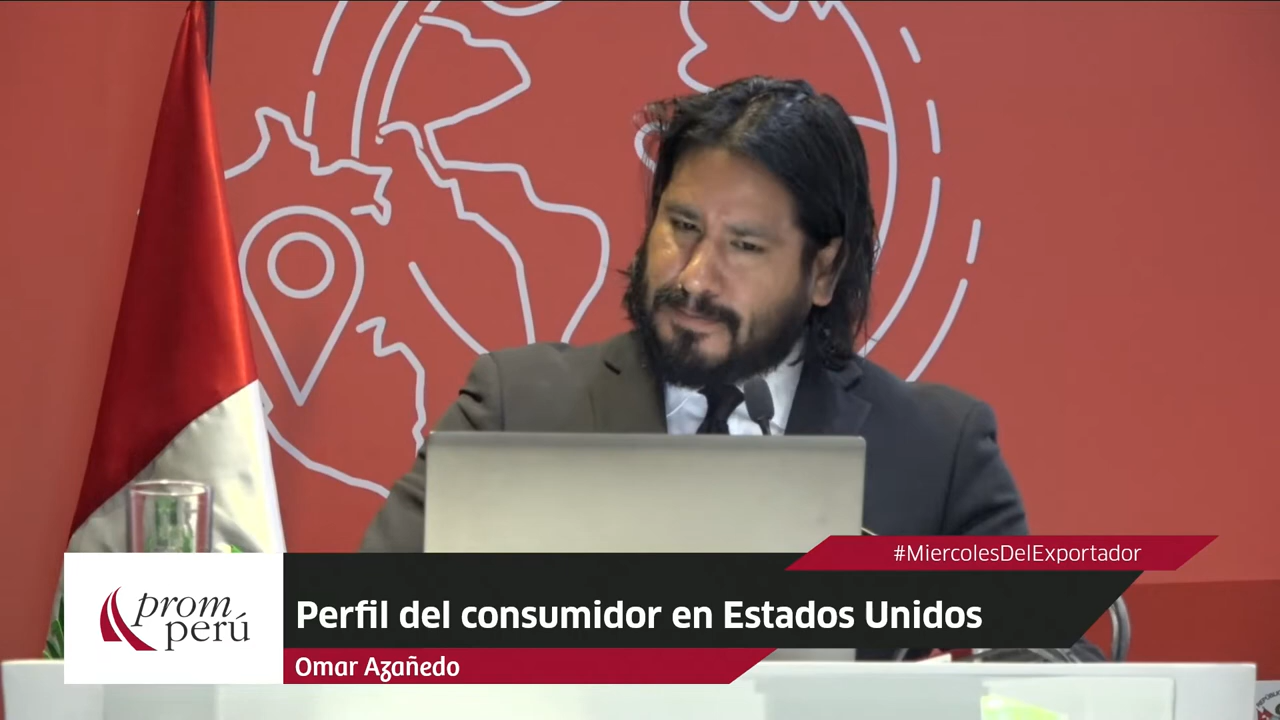 #MiercolesDelExportador
prom
perú
Perfil del consumidor en Estados Unidos
Omar Azañedo